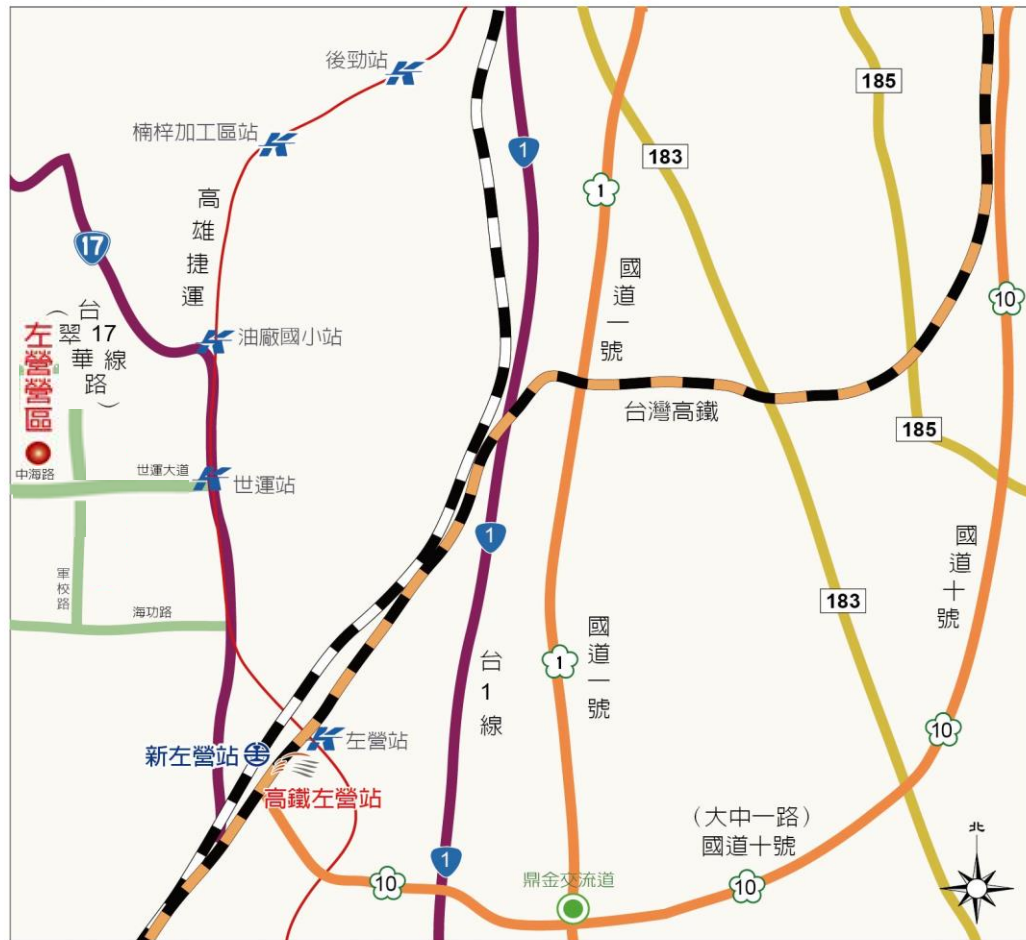 後勁站
185
楠梓加工區站
1
183
1
高雄捷運
17
國道一號
10
台17線
(翠華路)
左營營區
油廠國小站
台灣高鐵
185
中海路
世運大道
世運站
1
國道十號
軍校路
183
海功路
國道一號
1
台1線
左營站
新左營站
10
高鐵左營站
(大中一路)
國道十號
北
1
鼎金交流道
10
10